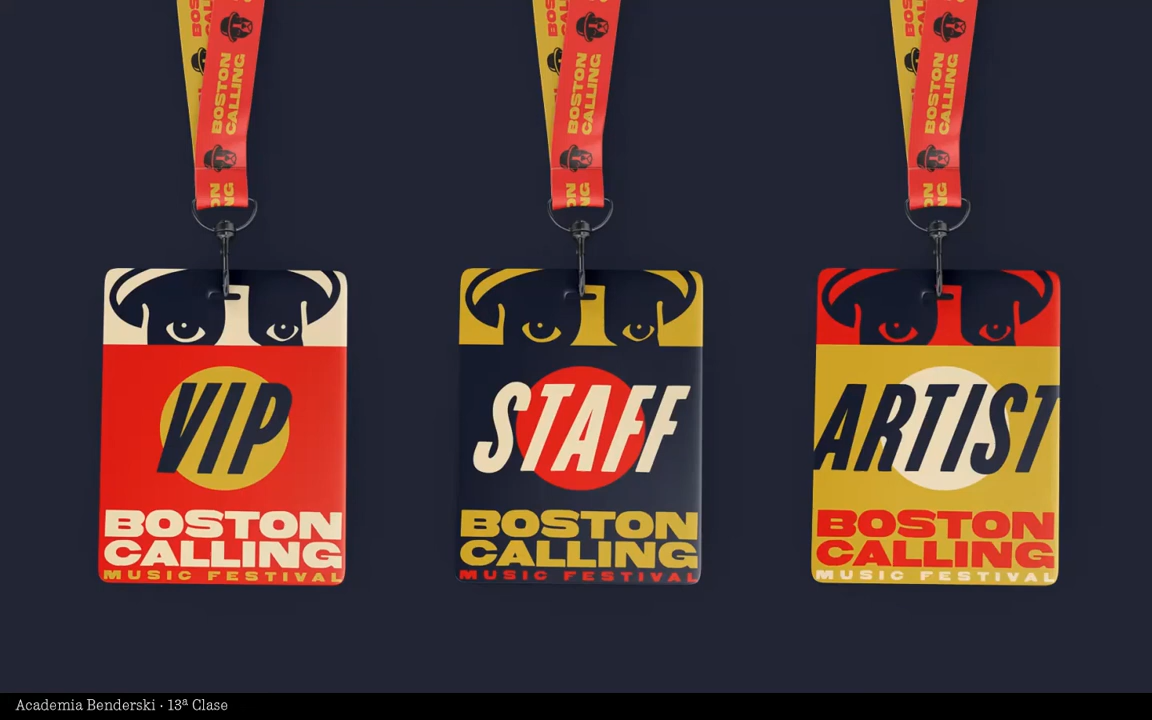 BOSTON
CALLING
BOSTON
CALLING
BOSTON
CALLING
VIP
BOSTON
CALLING
MUSIC FESTIVAL
STAFF
BOSTON
CALLING
MUSIC FESTIVAL
ARTIST
BOSTON
CALLING
MUSIC FESTIVAL
Academia Benderski · 13ª Clase